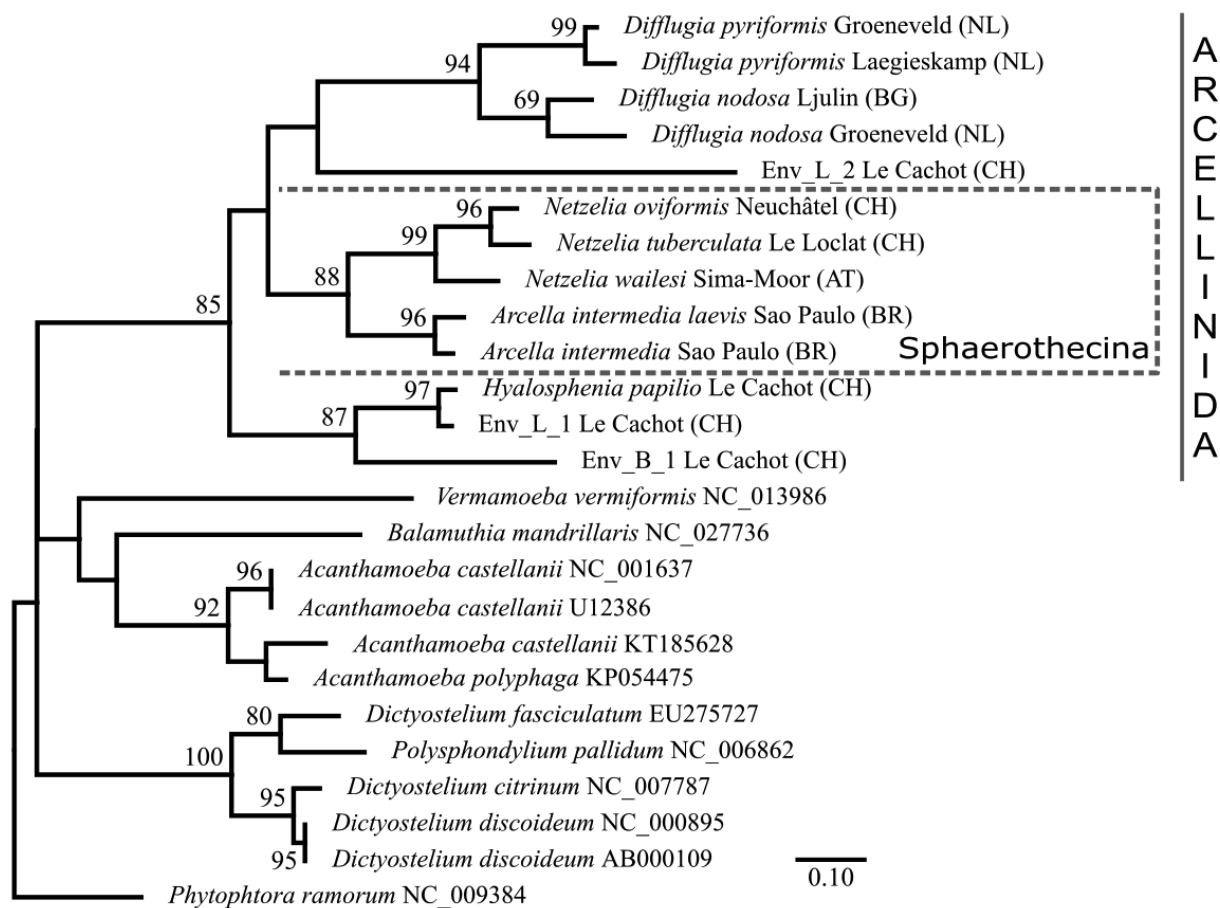 99
Difflugia pyriformis Groeneveld (NL)
Difflugia pyriformis Laegieskamp (NL)
94
69
Difflugia nodosa Ljulin (BG)
Difflugia nodosa Groeneveld (NL)
Env_L_2 Le Cachot (CH)
96
Netzelia oviformis Neuchâtel (CH)
99
Netzelia tuberculata Le Loclat (CH)
88
Netzelia wailesi Sima-Moor (AT)
85
96
Arcella intermedia laevis Sao Paulo (BR)
Arcella intermedia Sao Paulo (BR)
Sphaerothecina
97
Hyalosphenia papilio Le Cachot (CH)
87
Env_L_1 Le Cachot (CH)
Env_B_1 Le Cachot (CH)
ARCELLINIDA
Vermamoeba vermiformis NC_013986
Balamuthia mandrillaris NC_027736
96
Acanthamoeba castellanii NC_001637
92
Acanthamoeba castellanii U12386
Acanthamoeba castellanii KT185628
Acanthamoeba polyphaga KP054475
80
Dictyostelium fasciculatum EU275727
100
Polysphondylium pallidum NC_006862
95
Dictyostelium citrinum NC_007787
Dictyostelium discoideum NC_000895
95
Dictyostelium discoideum AB000109
0.10
Phytophtora ramorum NC_009384